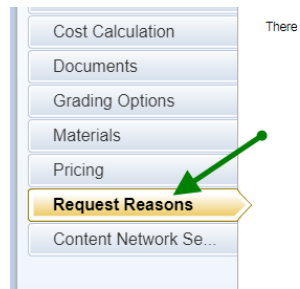 Cost Calculation
There
Documents
Grading Options
Materials
Pricing
Request Reasons
Content Network Se...